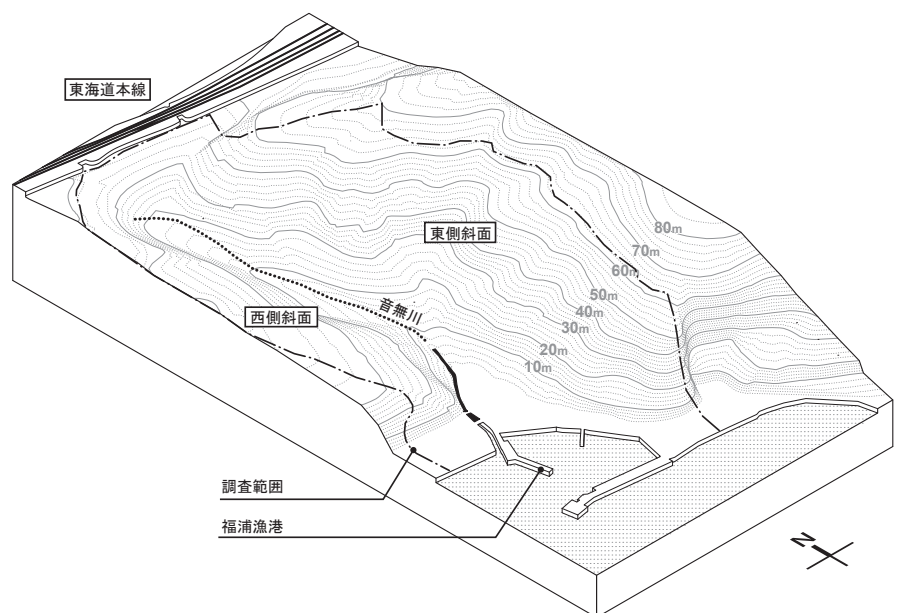 東海道本線
東側斜面
80m
70m
60m
50m
40m
30m
20m
10m
音無川
西側斜面
調査範囲
福浦漁港
N